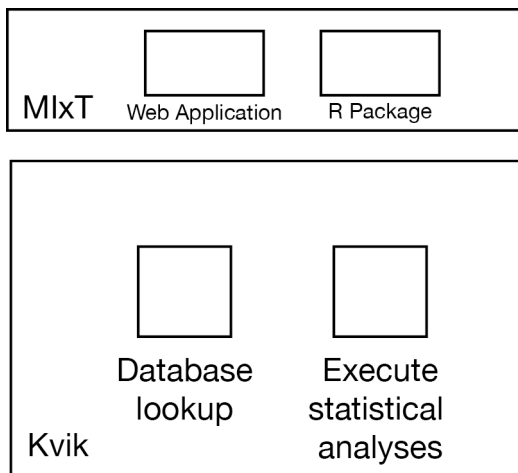 MIxT
Web Application
R Package
Database
lookup
Execute
statistical
analyses
Kvik